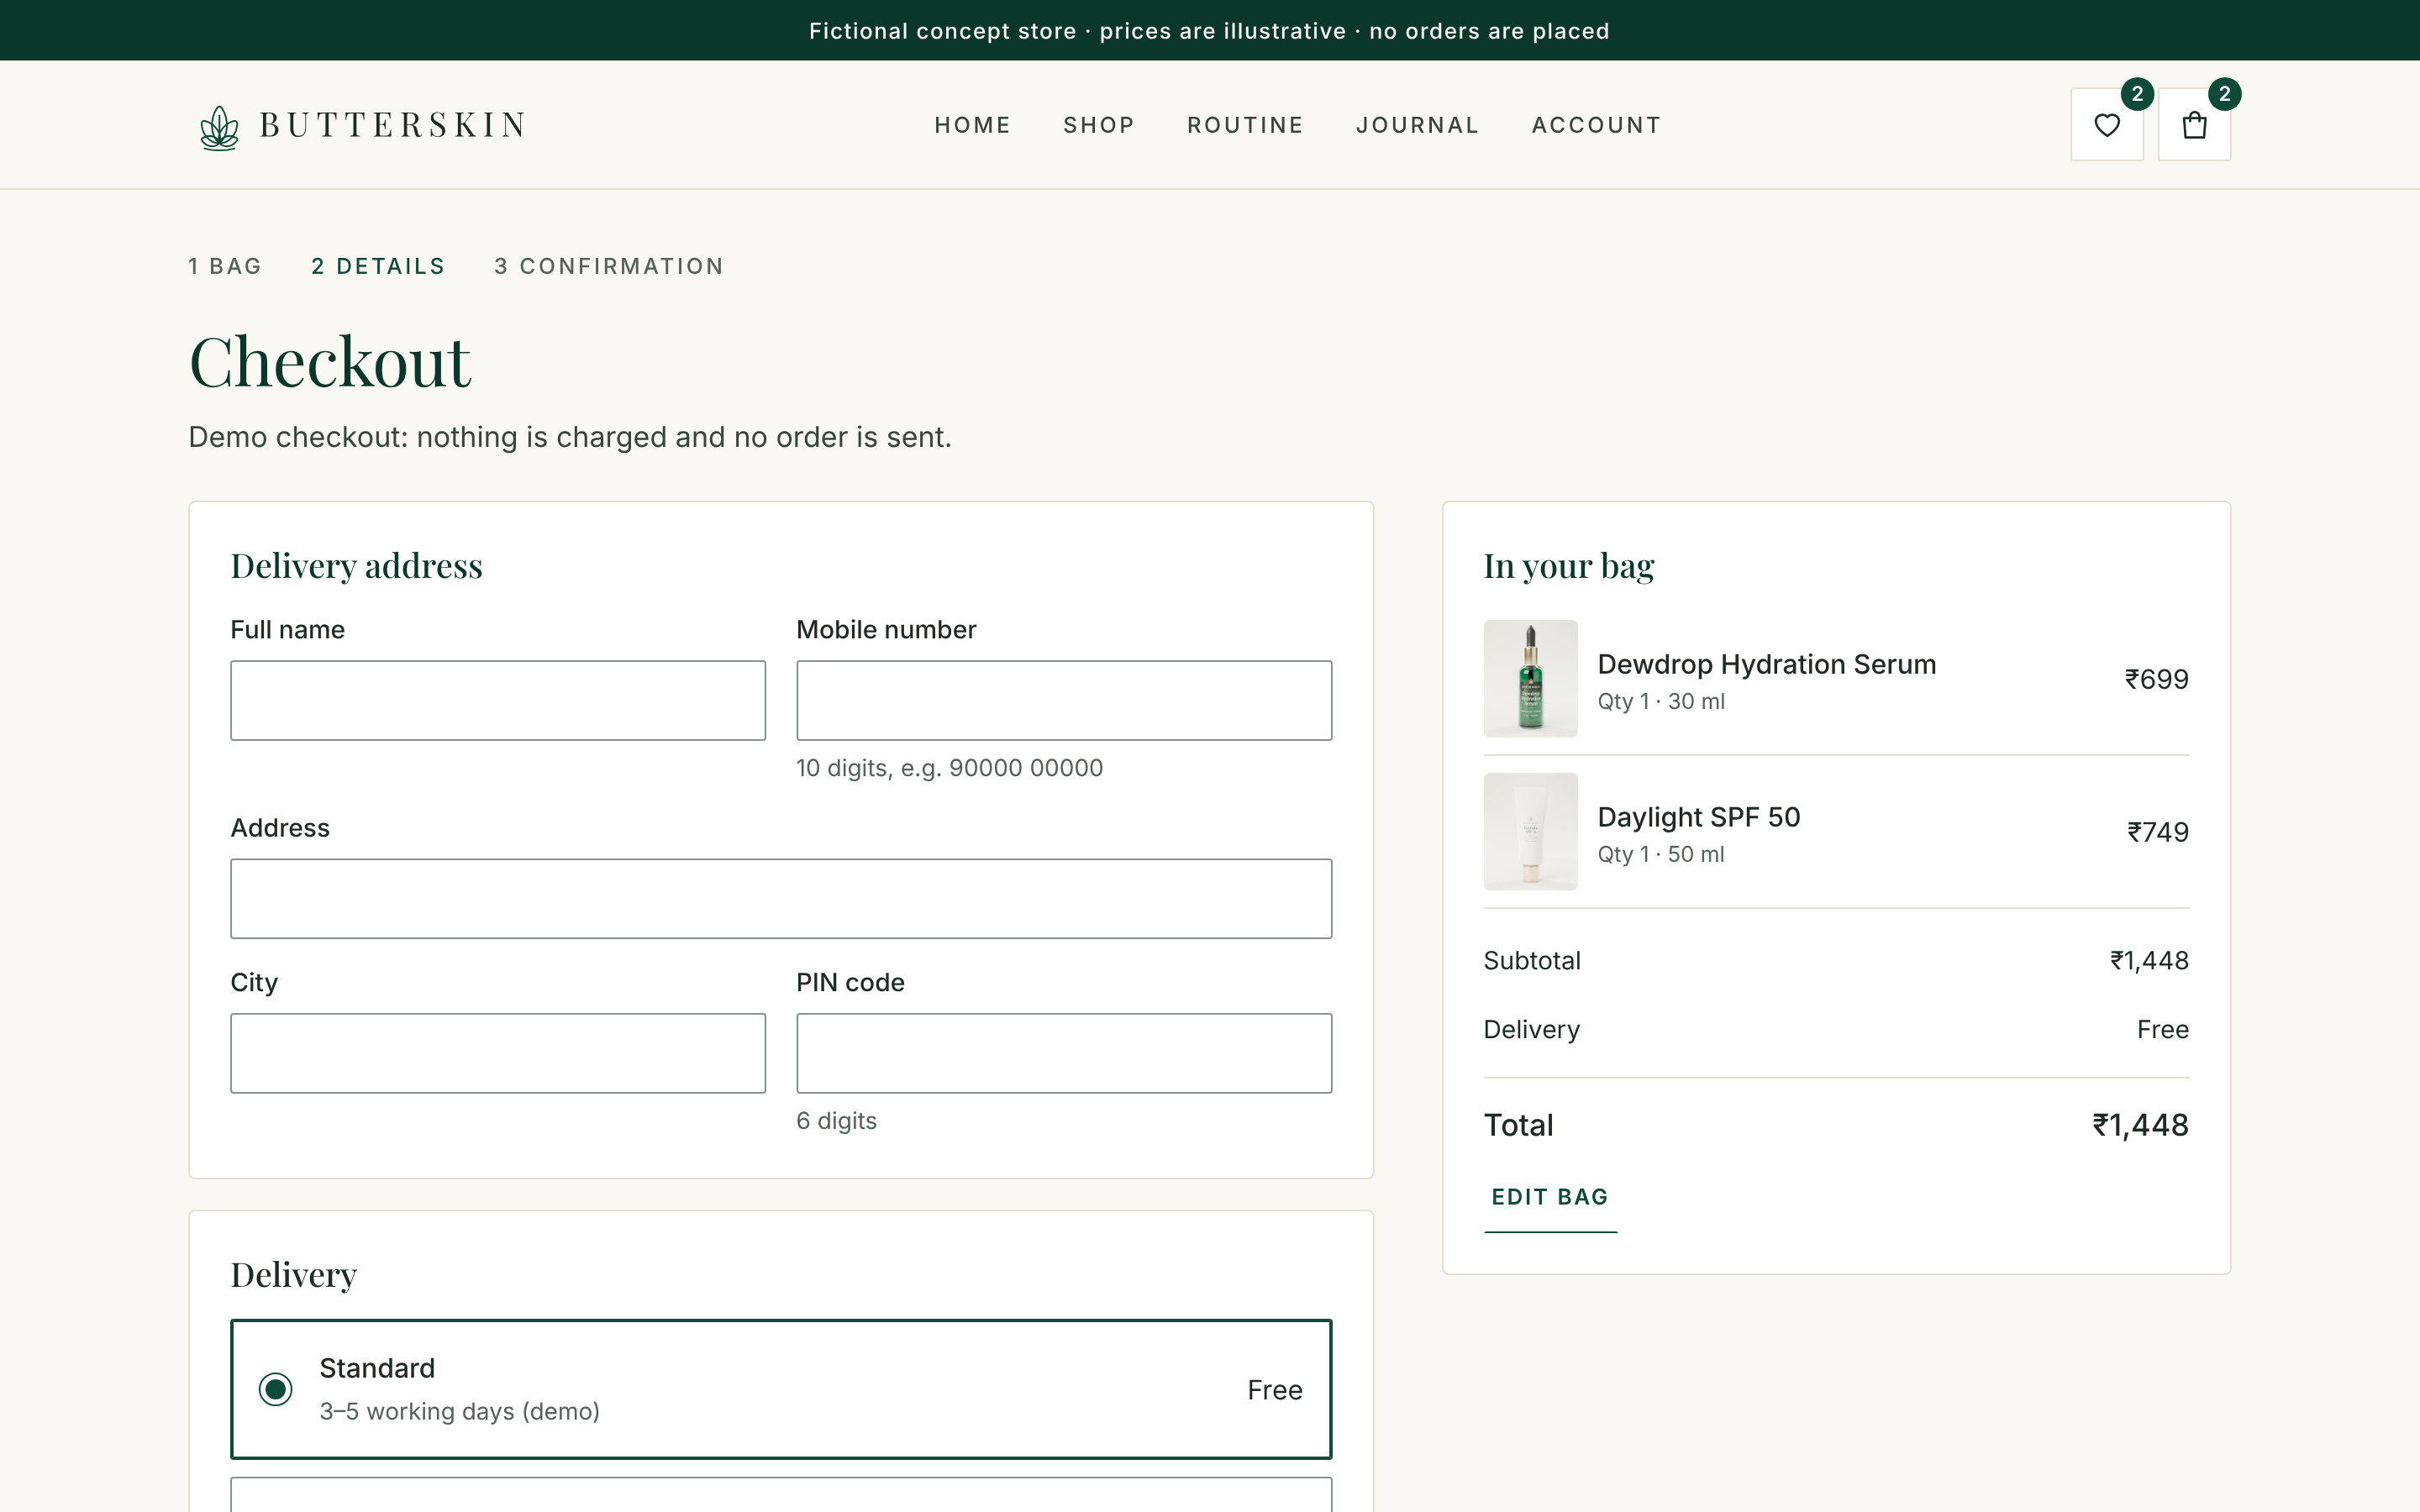 Fictional concept store · prices are illustrative · no orders are placed
BUTTERSKIN
HOME SHOP ROUTINE JOURNAL ACCOUNT
2 2
1 BAG 2 DETAILS 3 CONFIRMATION
Checkout
Demo checkout: nothing is charged and no order is sent.
Delivery address
Full name
Mobile number
10 digits, e.g. 90000 00000
Address
City
PIN code
6 digits
Delivery
Standard
3–5 working days (demo)
Free
In your bag
Dewdrop Hydration Serum
Qty 1 · 30 ml
₹699
Daylight SPF 50
Qty 1 · 50 ml
₹749
Subtotal ₹1,448
Delivery Free
Total ₹1,448
EDIT BAG